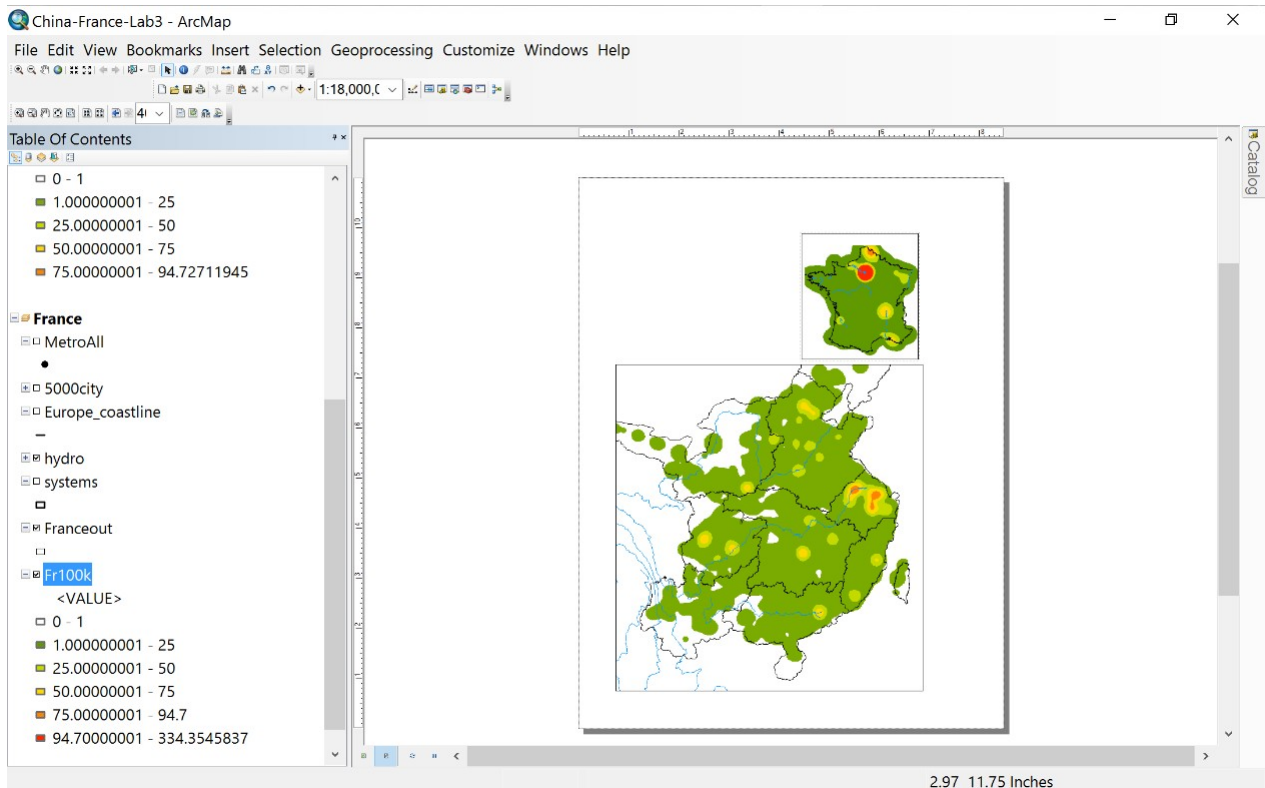 China-France-Lab3 - ArcMap
File Edit View Bookmarks Insert Selection Geoprocessing Customize Windows Help
1:18,000,(
Table Of Contents
Catalog
0 - 1
1.000000001 - 25
25.00000001 - 50
50.00000001 - 75
75.00000001 - 94.72711945
France
MetroAll
5000city
Europe_coastline
hydro
systems
Franceout
Fr100k
<VALUE>
0 - 1
1.000000001 - 25
25.00000001 - 50
50.00000001 - 75
75.00000001 - 94.7
94.70000001 - 334.3545837
2.97 11.75 Inches